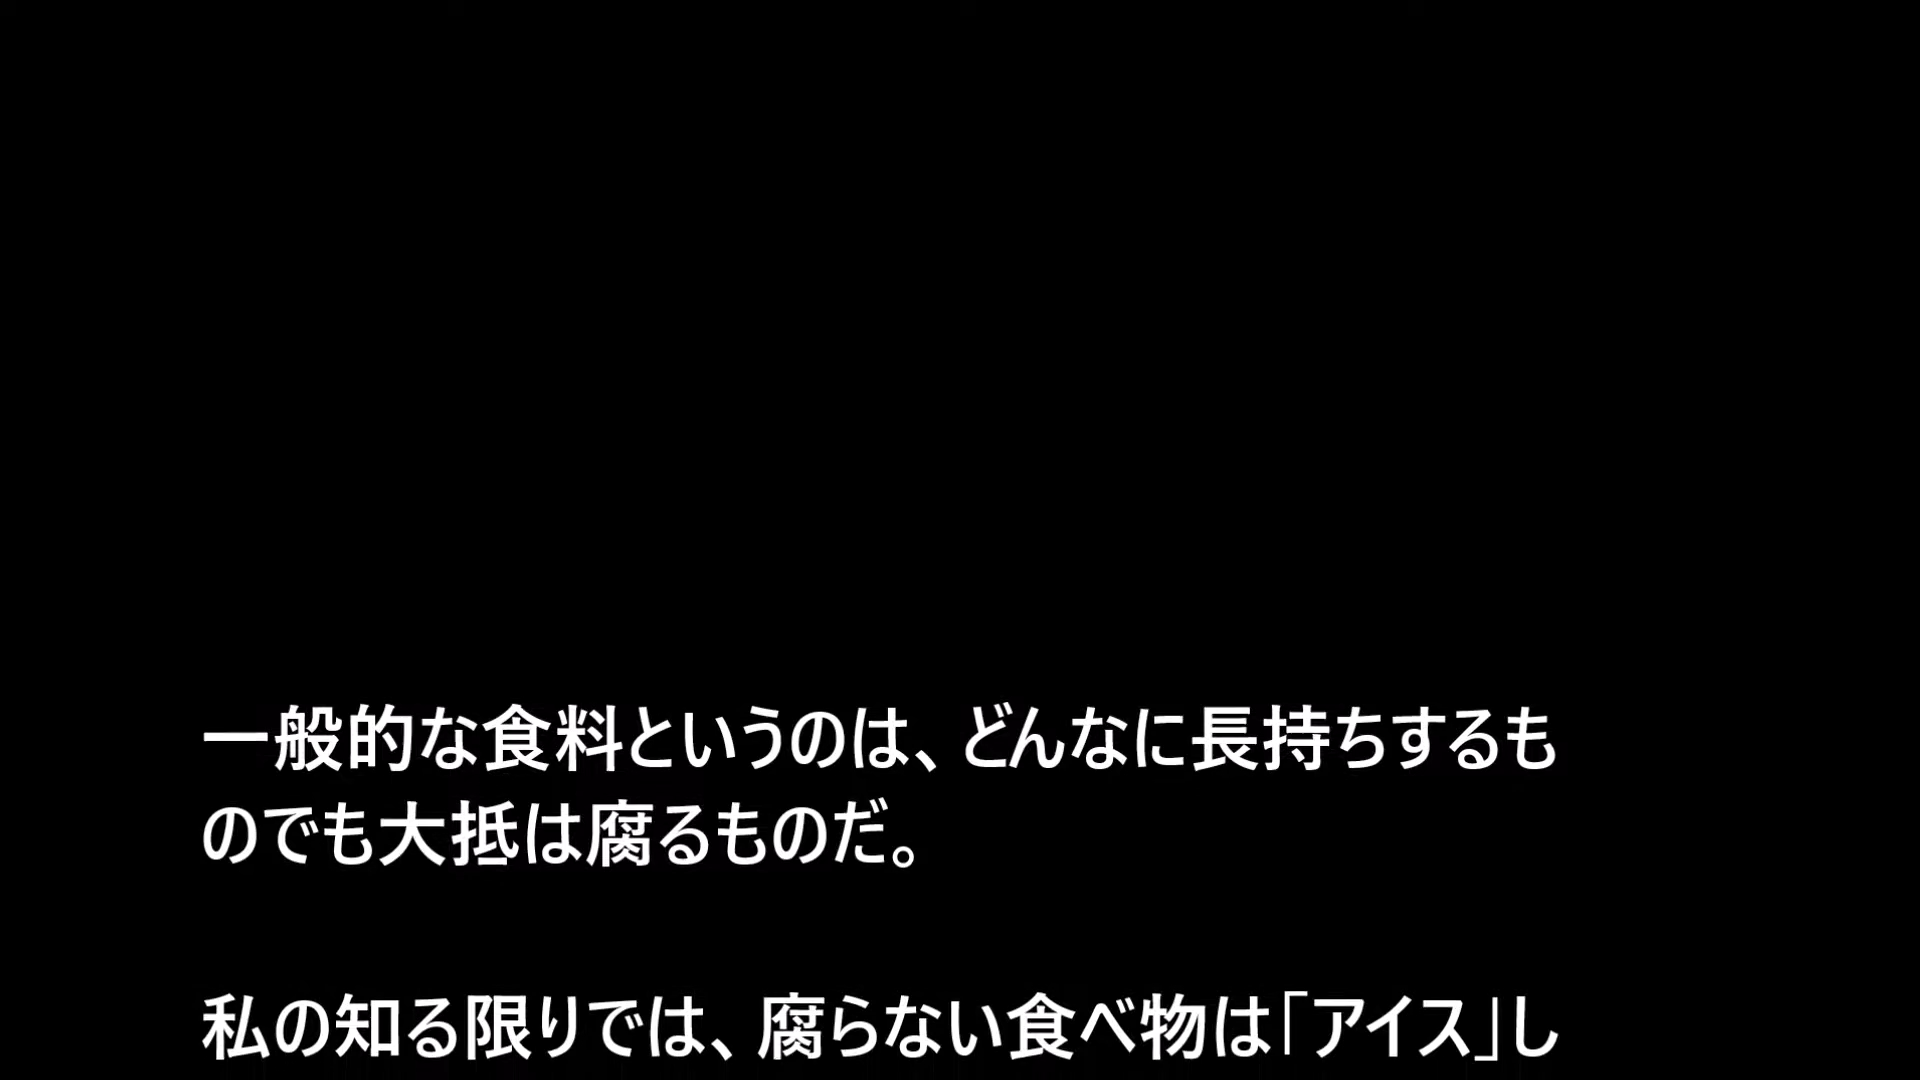 一般的な食料というのは、どんなに長持ちするも
のでも大抵は腐るものだ。
私の知る限りでは、腐らない食べ物は「アイス」し